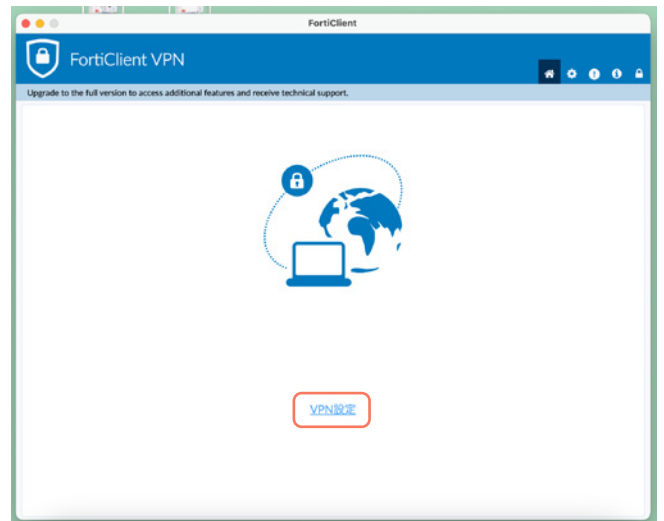 FortiClient
FortiClient VPN
Upgrade to the full version to access additional features and receive technical support.
VPN設定